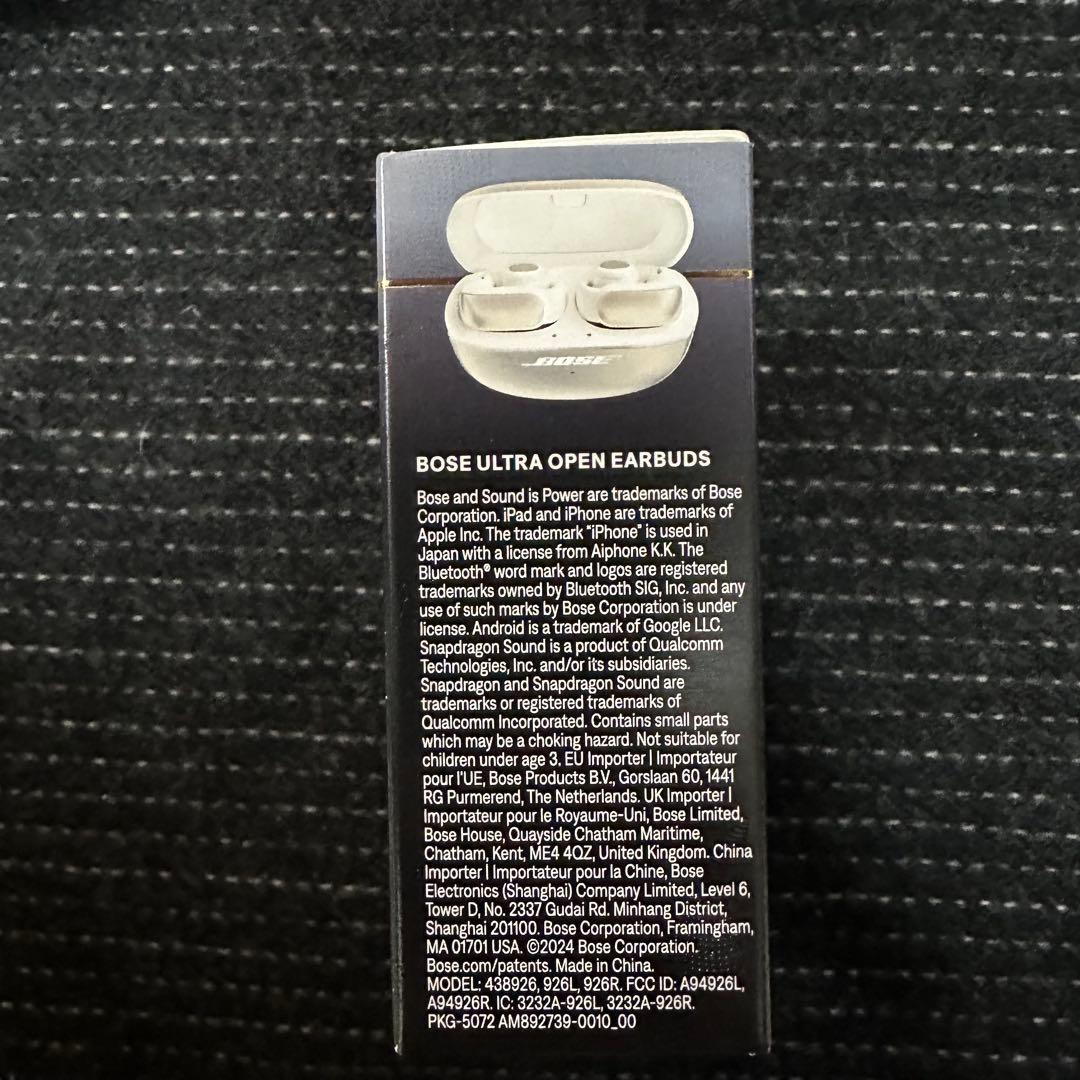 BOSE
BOSE ULTRA OPEN EARBUDS
Bose and Sound is Power are trademarks of Bose
Corporation. iPad and iPhone are trademarks of
Apple Inc. The trademark "iPhone" is used in
Japan with a license from Aiphone K.K. The
Bluetooth® word mark and logos are registered
trademarks owned by Bluetooth SIG, Inc. and any
use of such marks by Bose Corporation is under
license. Android is a trademark of Google LLC.
Snapdragon Sound is a product of Qualcomm
Technologies, Inc. and/or its subsidiaries.
Snapdragon and Snapdragon Sound are
trademarks or registered trademarks of
Qualcomm Incorporated. Contains small parts
which may be a choking hazard. Not suitable for
children under age 3. EU Importer | Importateur
pour l'UE, Bose Products B.V., Gorslaan 60, 1441
RG Purmerend, The Netherlands. UK Importer |
Importateur pour le Royaume-Uni, Bose Limited,
Bose House, Quayside Chatham Maritime,
Chatham, Kent, ME4 4QZ, United Kingdom. China
Importer | Importateur pour la Chine, Bose
Electronics (Shanghai) Company Limited, Level 6,
Tower D, No. 2337 Gudai Rd. Minhang District,
Shanghai 201100. Bose Corporation, Framingham,
MA 01701 USA. ©2024 Bose Corporation.
Bose.com/patents. Made in China.
MODEL: 438926, 926L, 926R. FCC ID: A94926L,
A94926R. IC: 3232A-926L, 3232A-926R.
PKG-5072 AM892739-0010_00